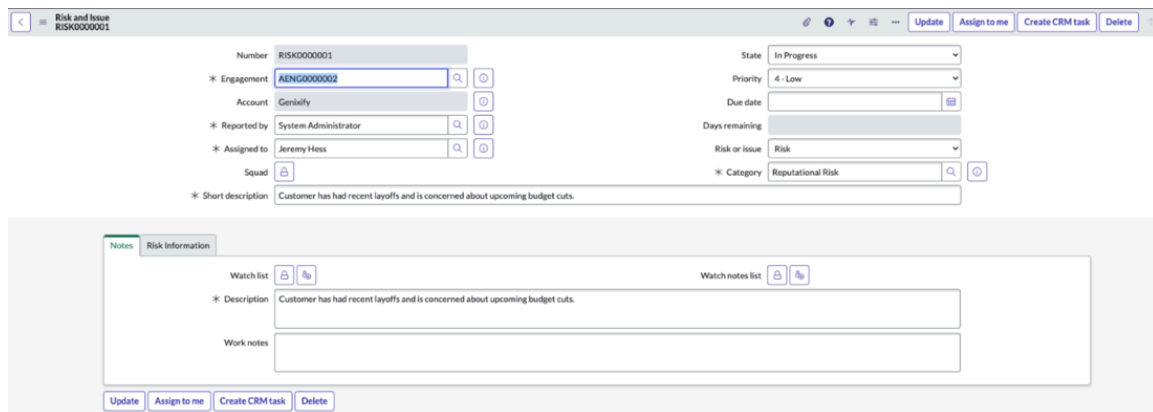 Risk and Issue
RISK0000001
Update Assign to me Create CRM task Delete
Number RISK0000001 State In Progress
* Engagement AENG0000002 Priority 4 - Low
Account Genixify Due date
* Reported by System Administrator Days remaining
* Assigned to Jeremy Hess Risk or issue Risk
Squad * Category Reputational Risk
* Short description Customer has had recent layoffs and is concerned about upcoming budget cuts.
Notes Risk Information
Watch list Watch notes list
* Description Customer has had recent layoffs and is concerned about upcoming budget cuts.
Work notes
Update Assign to me Create CRM task Delete